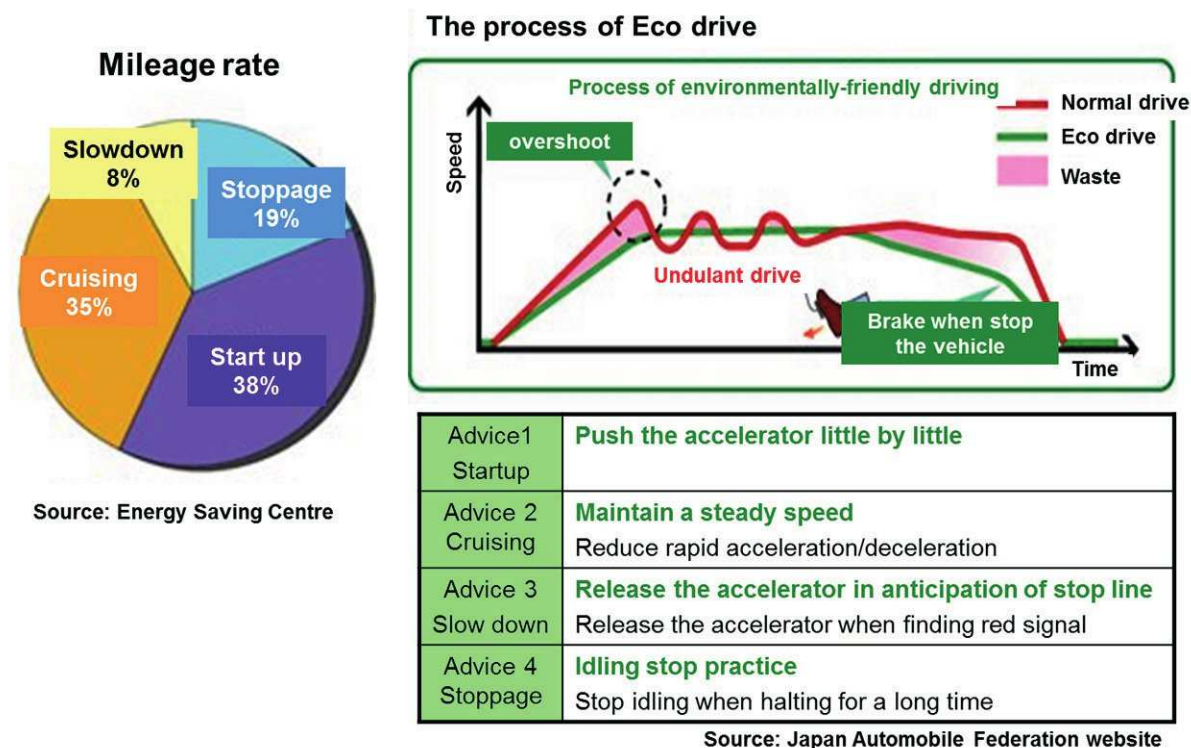 Mileage rate
Slowdown
8%
Stoppage
19%
Cruising
35%
Start up
38%
Source: Energy Saving Centre
The process of Eco drive
Process of environmentally-friendly driving
Normal drive
Eco drive
Waste
overshoot
Speed
Undulant drive
Brake when stop
the vehicle
Time
Advice1
Startup
Push the accelerator little by little
Advice 2
Cruising
Maintain a steady speed
Reduce rapid acceleration/deceleration
Advice 3
Slow down
Release the accelerator in anticipation of stop line
Release the accelerator when finding red signal
Advice 4
Stoppage
Idling stop practice
Stop idling when halting for a long time
Source: Japan Automobile Federation website